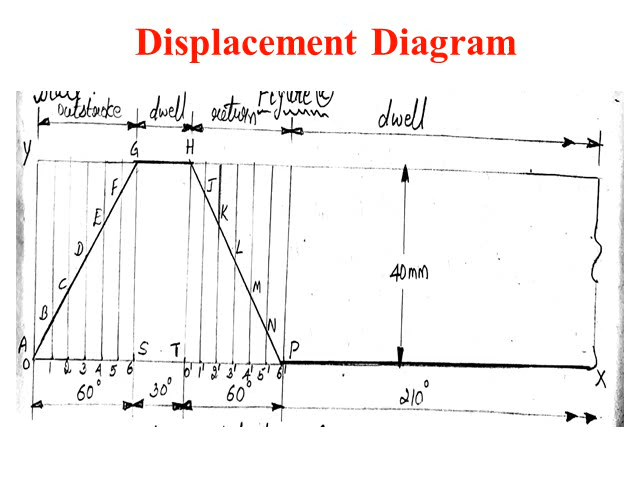 Displacement Diagram
Figure
outstroke dwell return dwell
Y G H
F J
E K
D L
C 40mm M
B N
A S T P
0 1 2 3 4 5 6 0' 1' 2' 3' 4' 5' 6' X
60° 30° 60° 210°